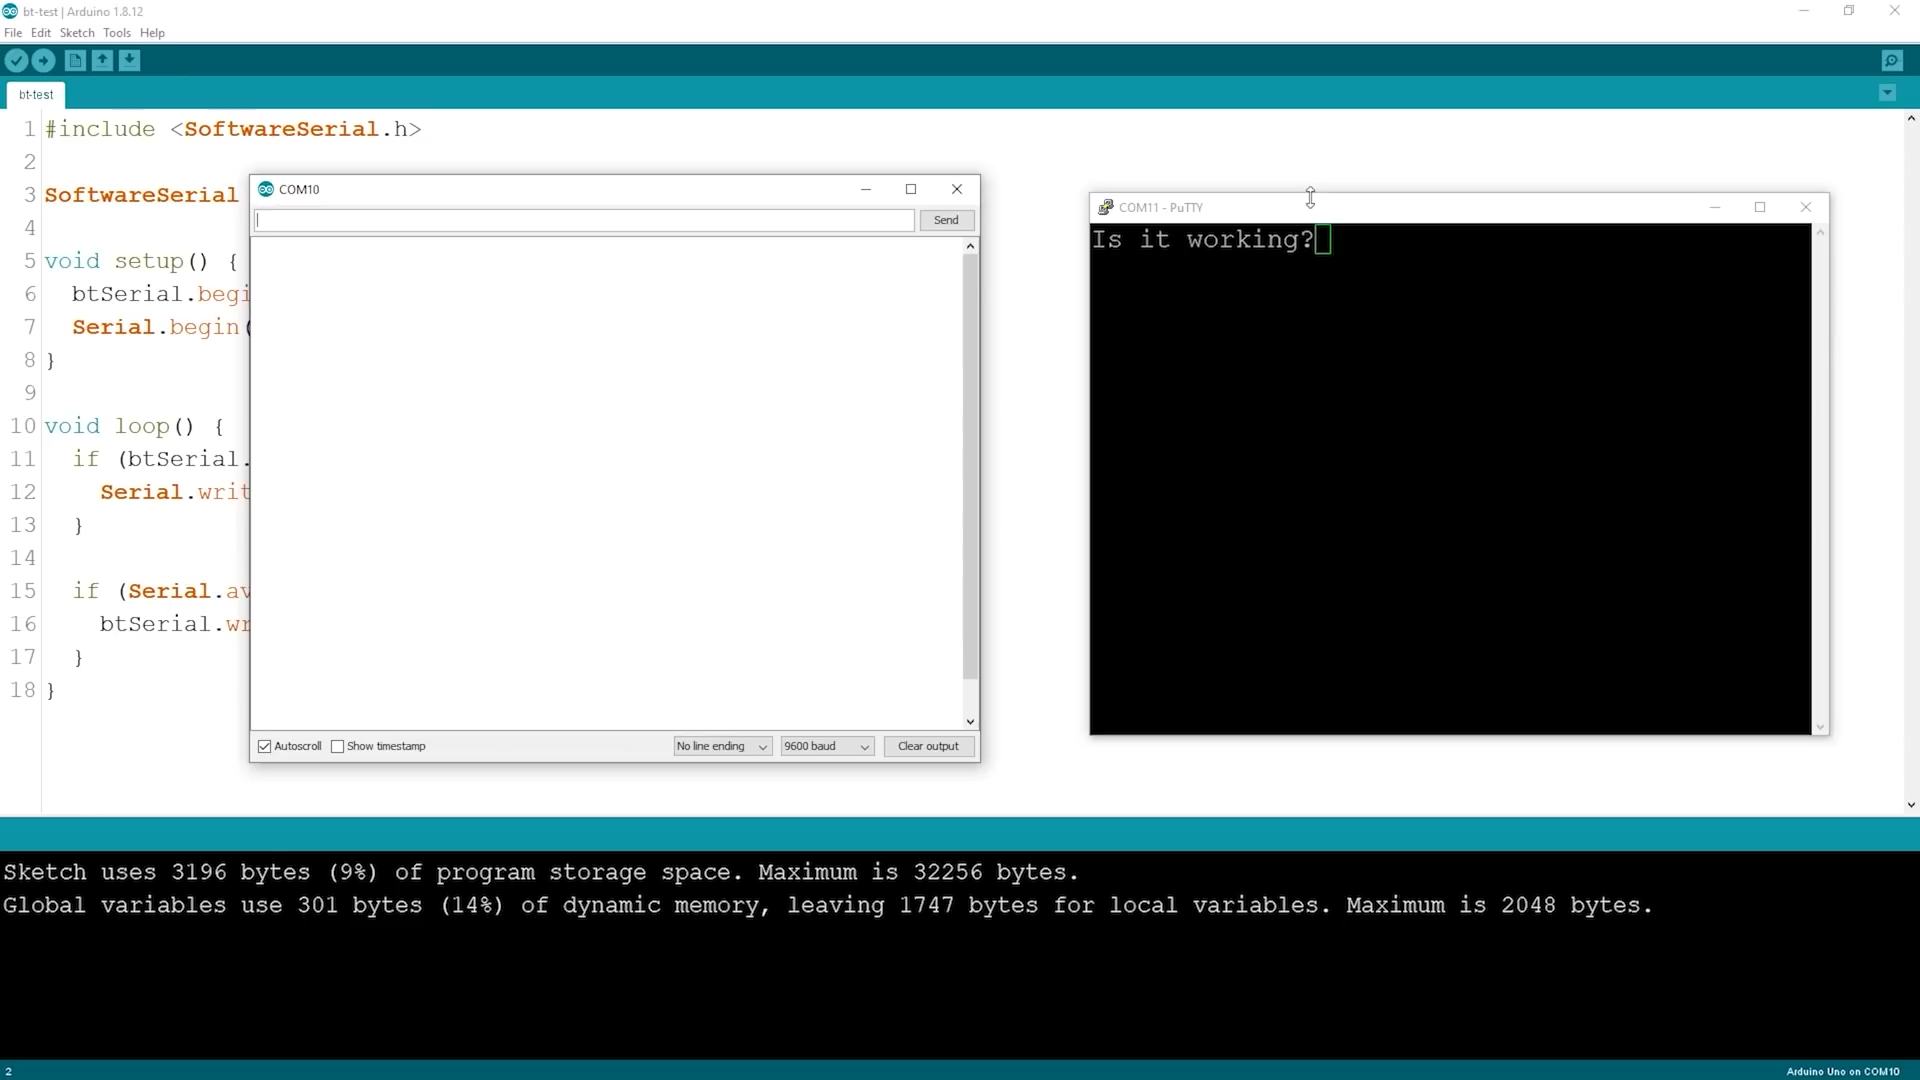 bt-test | Arduino 1.8.12
File Edit Sketch Tools Help
bt-test
1 #include <SoftwareSerial.h>
2
3 SoftwareSerial
4
5 void setup() {
6 btSerial.begi
7 Serial.begin(
8 }
9
10 void loop() {
11 if (btSerial.
12 Serial.writ
13 }
14
15 if (Serial.av
16 btSerial.wr
17 }
18 }
COM10
Send
Autoscroll Show timestamp No line ending 9600 baud Clear output
COM11 - PuTTY
Is it working?
Sketch uses 3196 bytes (9%) of program storage space. Maximum is 32256 bytes.
Global variables use 301 bytes (14%) of dynamic memory, leaving 1747 bytes for local variables. Maximum is 2048 bytes.
2 Arduino Uno on COM10